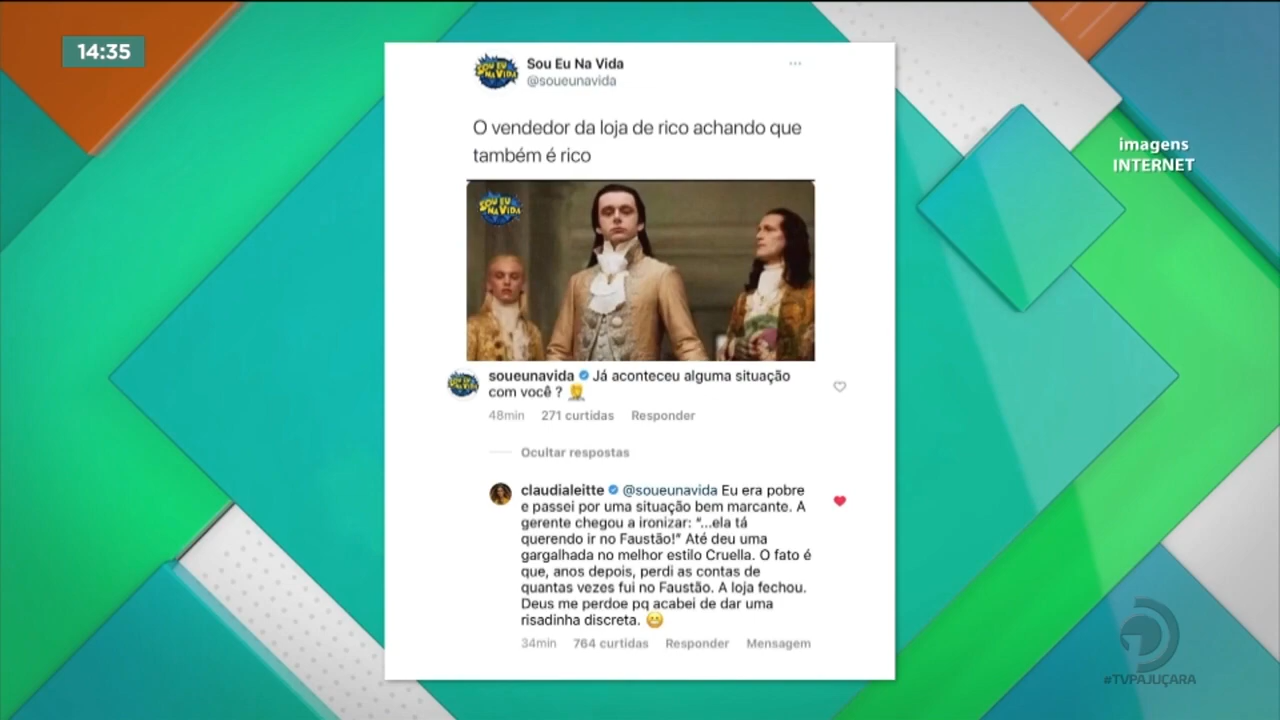 14:35
SOU EU
NA VIDA
Sou Eu Na Vida
@soueunavida
O vendedor da loja de rico achando que
também é rico
imagens
INTERNET
SOU EU
NA VIDA
soueunavida Já aconteceu alguma situação
com você ? 🤦
48min 271 curtidas Responder
Ocultar respostas
claudialeitte @soueunavida Eu era pobre
e passei por uma situação bem marcante. A
gerente chegou a ironizar: "...ela tá
querendo ir no Faustão!" Até deu uma
gargalhada no melhor estilo Cruella. O fato é
que, anos depois, perdi as contas de
quantas vezes fui no Faustão. A loja fechou.
Deus me perdoe pq acabei de dar uma
risadinha discreta. 😁
34min 764 curtidas Responder Mensagem
#TVPAJUÇARA